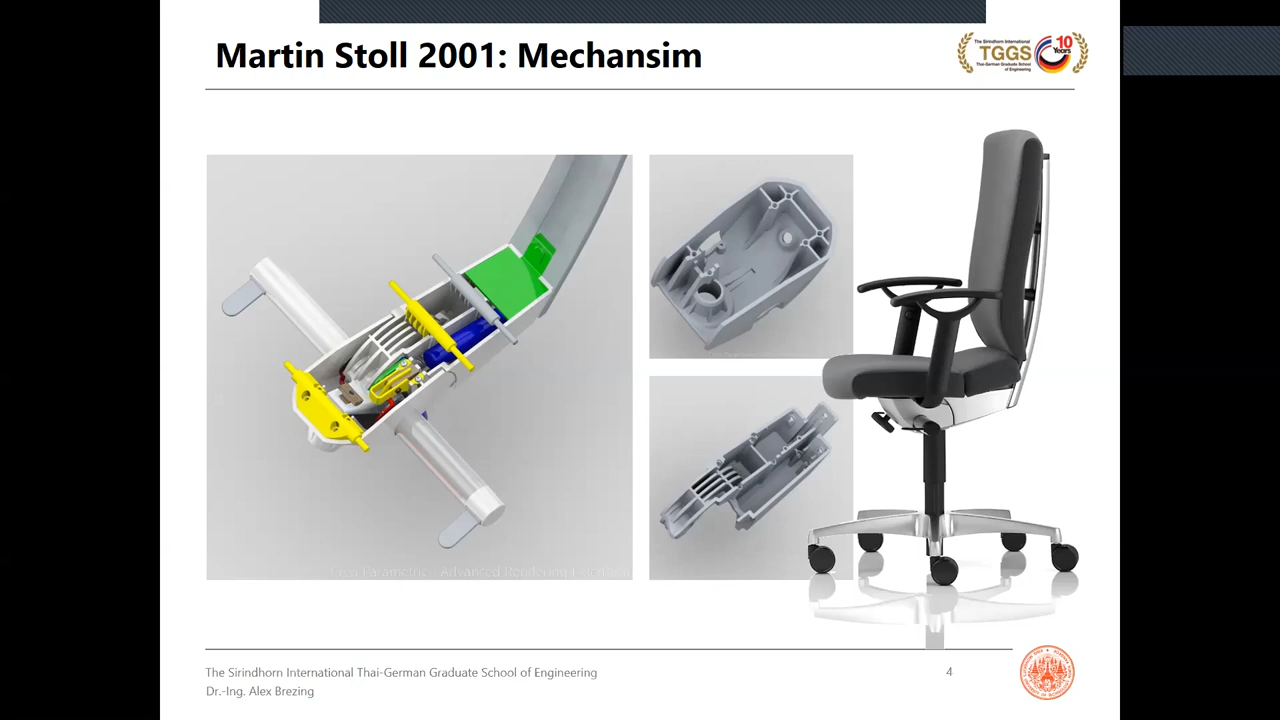 Martin Stoll 2001: Mechansim
The Sirindhorn International
TGGS
Thai-German Graduate School
of Engineering
10
Years
Creo Parametric - Advanced Rendering Extension
The Sirindhorn International Thai-German Graduate School of Engineering
4
Dr.-Ing. Alex Brezing